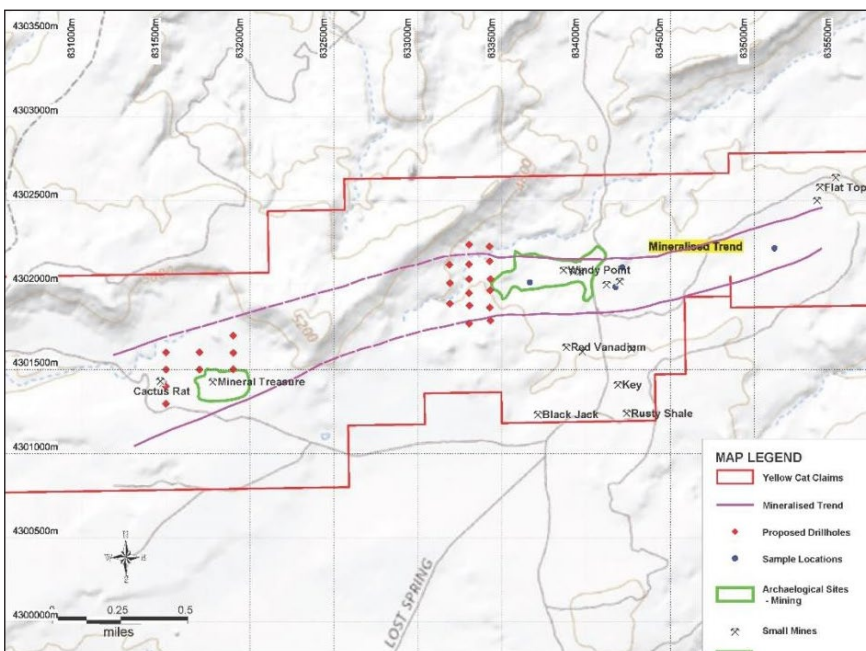 631000m
631500m
632000m
632500m
633000m
633500m
634000m
634500m
635000m
635500m
4303500m
4303000m
4302500m
4302000m
4301500m
4301000m
4300500m
4300000m
Flat Top
Mineralised Trend
Windy Point
5200
Red Vanadium
Mineral Treasure
Cactus Rat
Key
Black Jack
Rusty Shale
LOST SPRING
N
0
0.25
0.5
miles
MAP LEGEND
Yellow Cat Claims
Mineralised Trend
Proposed Drillholes
Sample Locations
Archaelogical Sites
- Mining
Small Mines